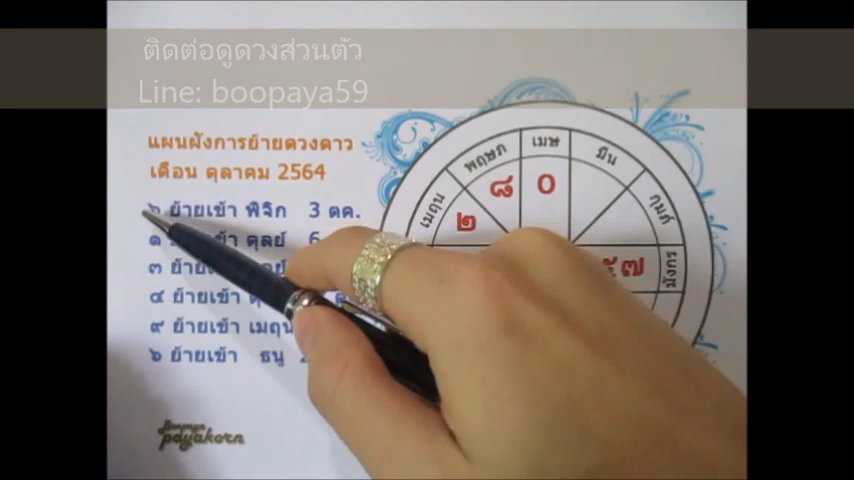 ติดต่อดูดวงส่วนตัว
Line: boopaya59
แผนผังการย้ายดวงดาว
เดือน ตุลาคม 2564
๖ ย้ายเข้า พิจิก 3 ตค.
๑ ตุลย์ 6
๓
๔ ย้ายเข้า
๙ ย้ายเข้า เมถุน
๖ ย้ายเข้า ธนู
payakorn
เมถุน
พฤษภ
เมษ
มีน
กุมภ์
มังกร
๒
๘
๐
๗